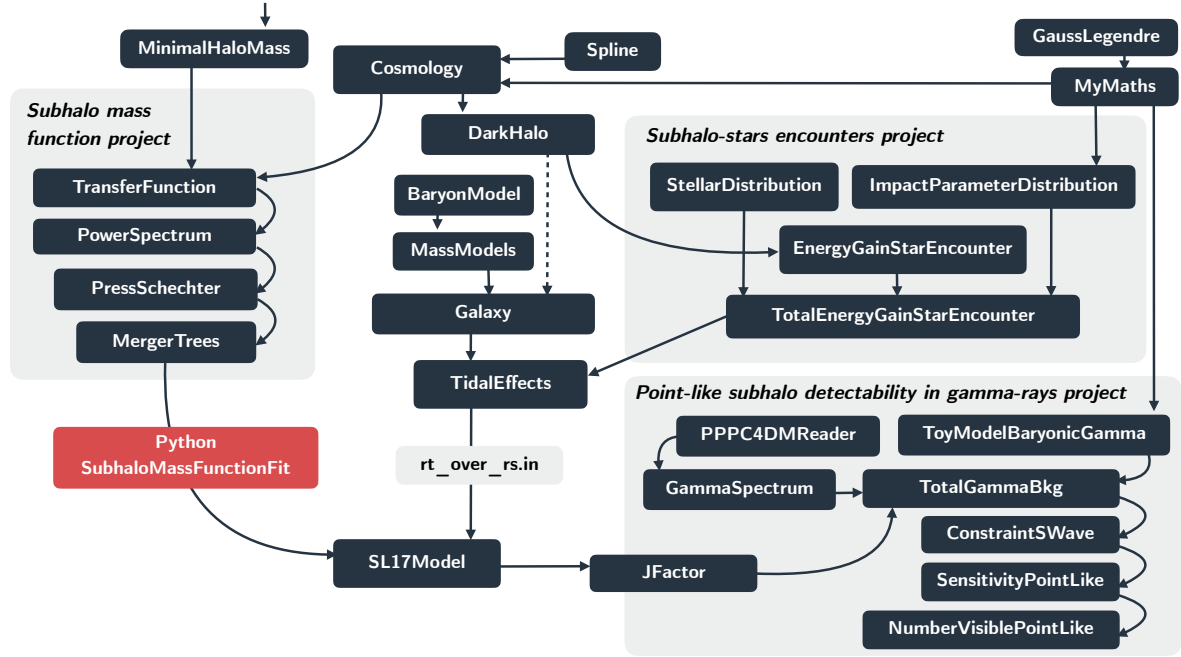 MinimalHaloMass
Cosmology
Spline
GaussLegendre
MyMaths
Subhalo mass
function project
TransferFunction
PowerSpectrum
PressSchechter
MergerTrees
DarkHalo
BaryonModel
MassModels
Galaxy
TidalEffects
Subhalo-stars encounters project
StellarDistribution
ImpactParameterDistribution
EnergyGainStarEncounter
TotalEnergyGainStarEncounter
Python
SubhaloMassFunctionFit
rt_over_rs.in
SL17Model
Point-like subhalo detectability in gamma-rays project
PPPC4DMReader
ToyModelBaryonicGamma
GammaSpectrum
TotalGammaBkg
ConstraintSWave
JFactor
SensitivityPointLike
NumberVisiblePointLike